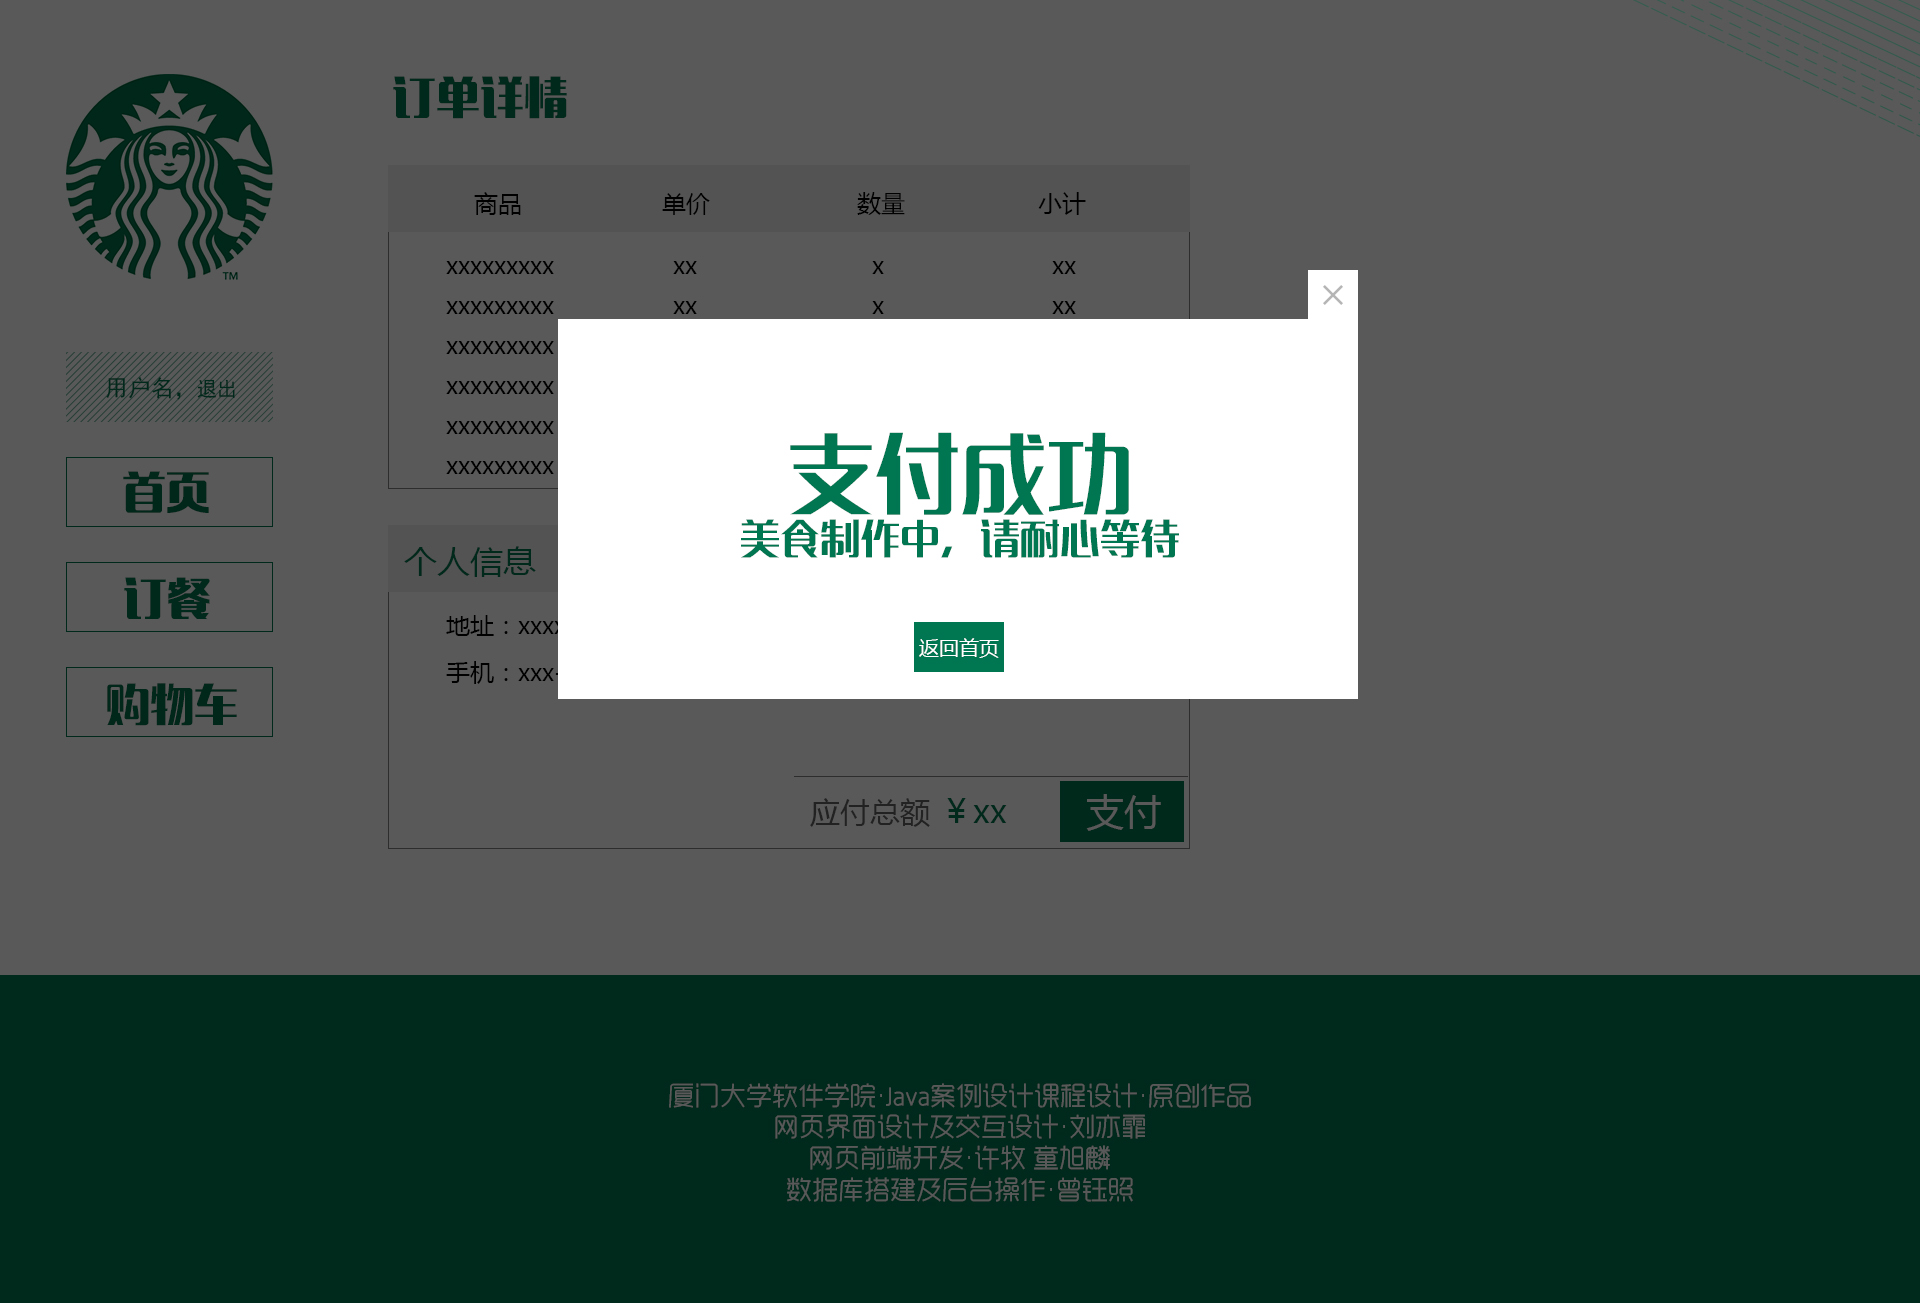 订单详情
TM
商品 单价 数量 小计
xxxxxxxxx xx x xx
xxxxxxxxx xx x xx
xxxxxxxxx
xxxxxxxxx
xxxxxxxxx
xxxxxxxxx
用户名，退出
首页
订餐
购物车
支付成功
美食制作中，请耐心等待
返回首页
个人信息
地址：xxx
手机：xxx
应付总额 ¥ xx 支付
厦门大学软件学院·Java案例设计课程设计·原创作品
网页界面设计及交互设计·刘亦霏
网页前端开发·许牧 童旭麟
数据库搭建及后台操作·曾钰照